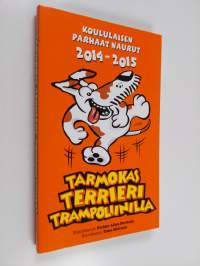 KOULULAISEN
PARHAAT NAURUT
2014-2015
TARMOKAS
TERRIERI
TRAMPOLIINILLA